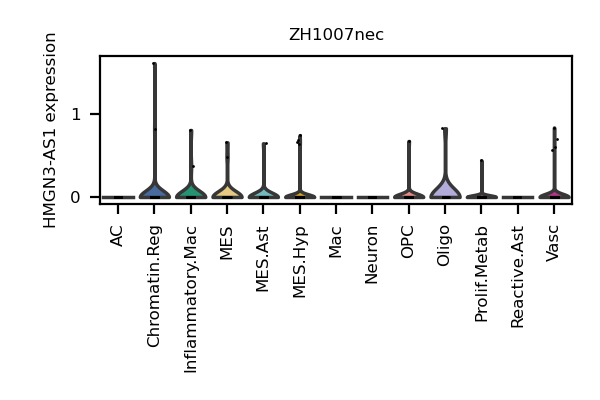 ZH1007nec
HMGN3-AS1 expression
1
0
AC
Chromatin.Reg
Inflammatory.Mac
MES
MES.Ast
MES.Hyp
Mac
Neuron
OPC
Oligo
Prolif.Metab
Reactive.Ast
Vasc